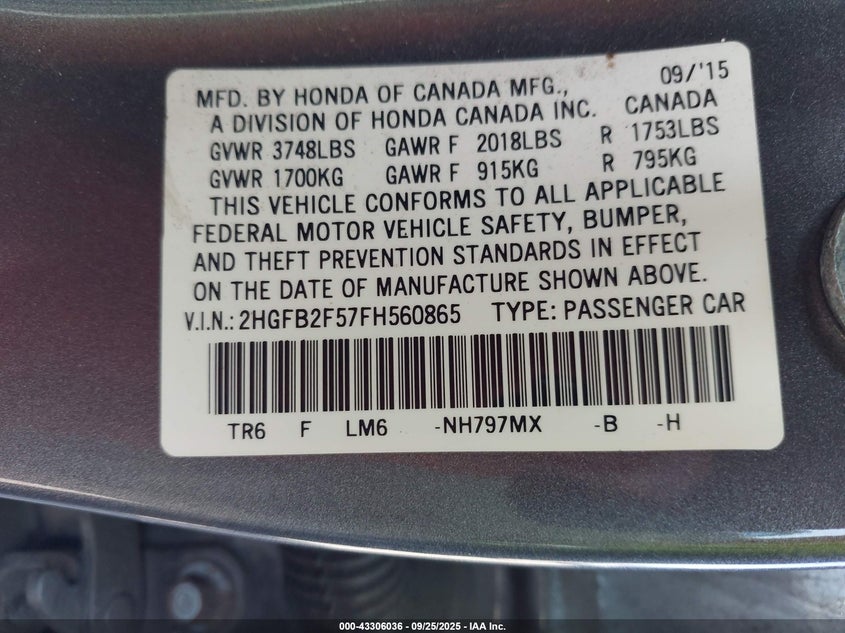 MFD. BY HONDA OF CANADA MFG., 09/'15
A DIVISION OF HONDA CANADA INC. CANADA
GVWR 3748LBS GAWR F 2018LBS R 1753LBS
GVWR 1700KG GAWR F 915KG R 795KG
THIS VEHICLE CONFORMS TO ALL APPLICABLE
FEDERAL MOTOR VEHICLE SAFETY, BUMPER,
AND THEFT PREVENTION STANDARDS IN EFFECT
ON THE DATE OF MANUFACTURE SHOWN ABOVE.
V.I.N.: 2HGFB2F57FH560865 TYPE: PASSENGER CAR
TR6 F LM6 -NH797MX -B -H
000-43306036 - 09/25/2025 - IAA Inc.